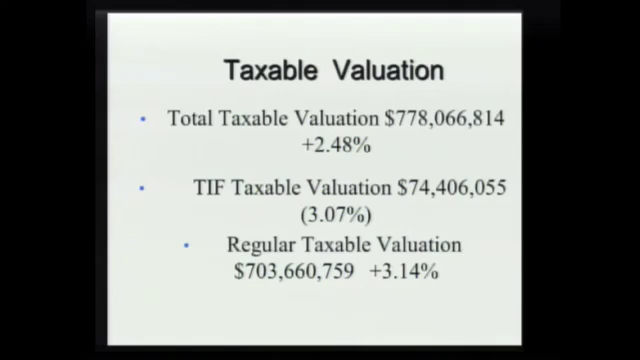 Taxable Valuation
• Total Taxable Valuation $778,066,814
+2.48%
• TIF Taxable Valuation $74,406,055
(3.07%)
• Regular Taxable Valuation
$703,660,759 +3.14%